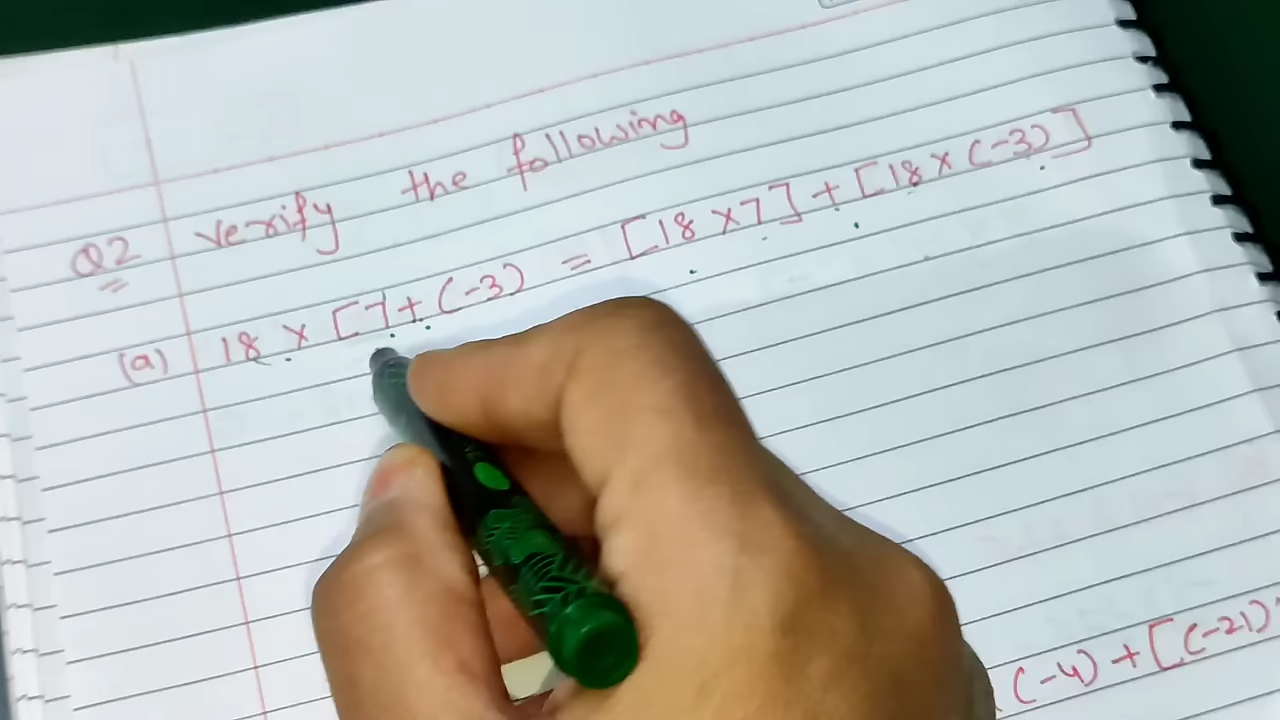 Q2 Verify the following
(a) 18 × [7 + (-3) = [18 × 7] + [18 × (-3)]
(-4) + [(-21)